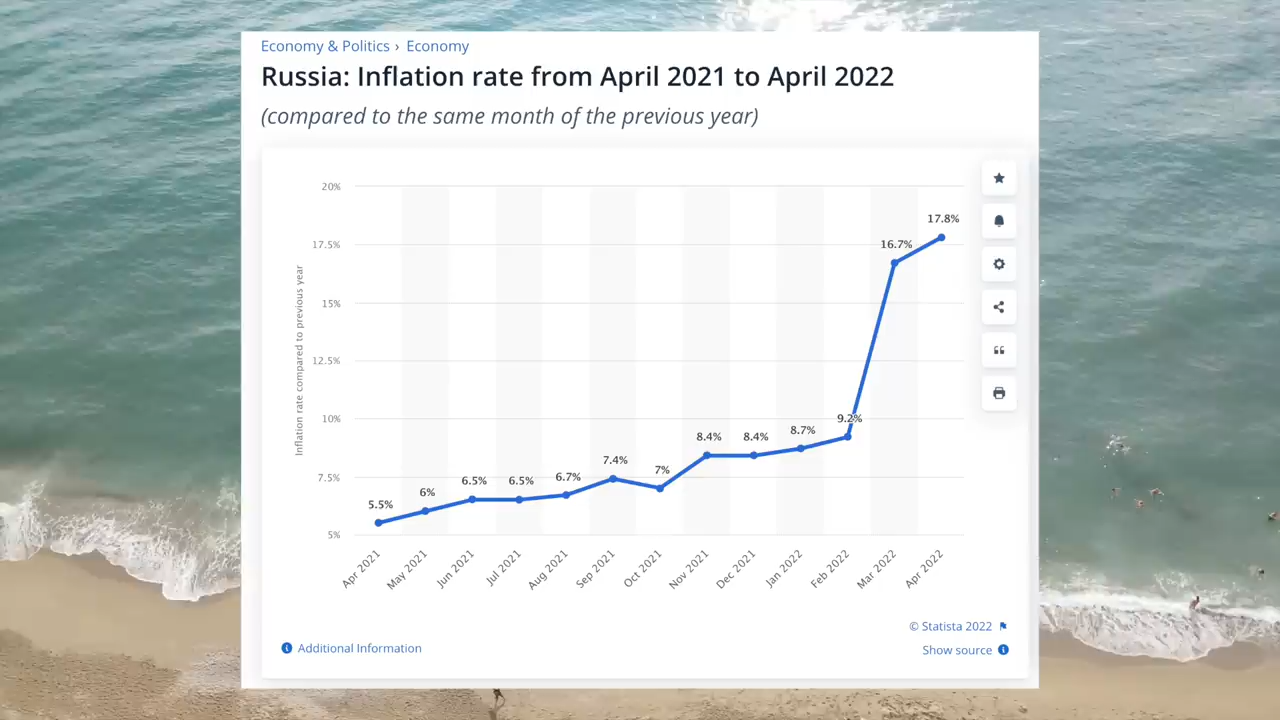 Economy & Politics › Economy
Russia: Inflation rate from April 2021 to April 2022
(compared to the same month of the previous year)
Inflation rate compared to previous year
20%
17.5%
15%
12.5%
10%
7.5%
5%
5.5%
6%
6.5%
6.5%
6.7%
7.4%
7%
8.4%
8.4%
8.7%
9.2%
16.7%
17.8%
Apr 2021
May 2021
Jun 2021
Jul 2021
Aug 2021
Sep 2021
Oct 2021
Nov 2021
Dec 2021
Jan 2022
Feb 2022
Mar 2022
Apr 2022
© Statista 2022
Additional Information
Show source